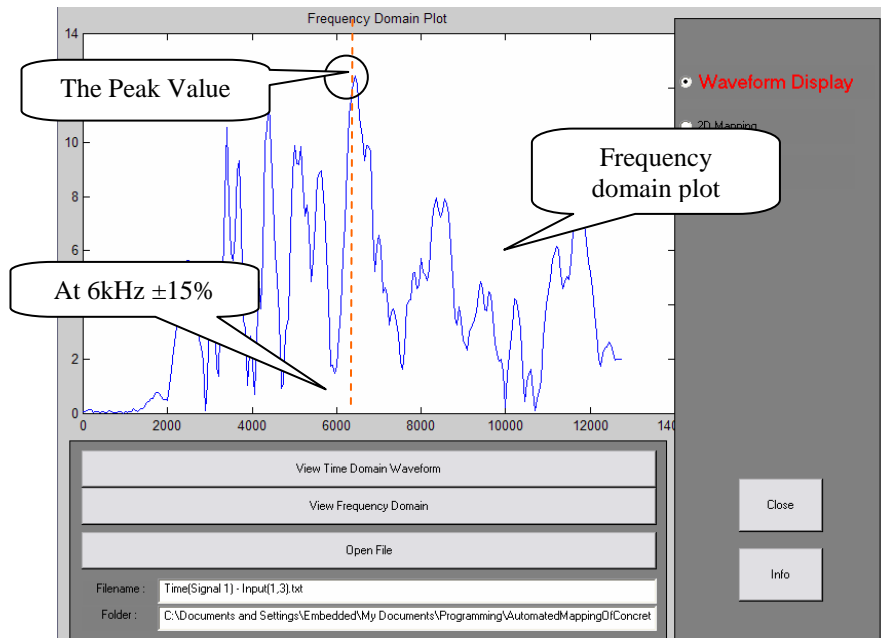 Frequency Domain Plot
14
The Peak Value
10
8
6
At 6kHz ±15%
2
0
0 2000 4000 6000 8000 10000 12000 140
Frequency
domain plot
Waveform Display
2D Mapping
View Time Domain Waveform
View Frequency Domain
Open File
Filename : Time(Signal 1) - Input(1,3).txt
Folder : C:\Documents and Settings\Embedded\My Documents\Programming\AutomatedMappingOfConcret
Close
Info